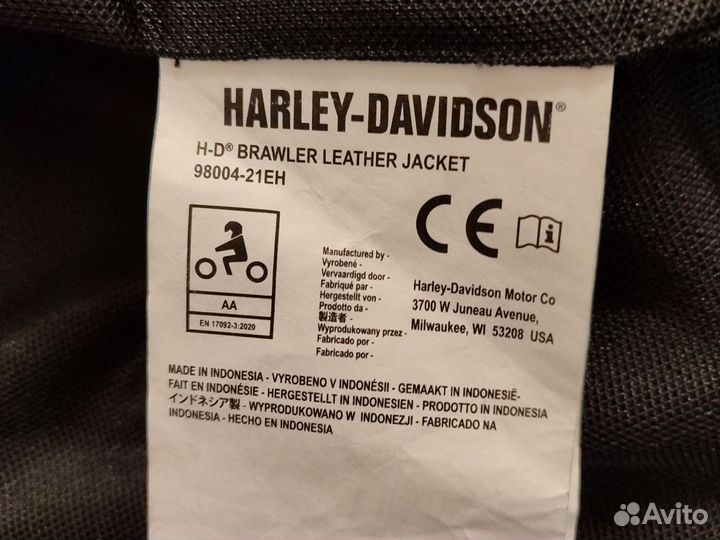 HARLEY-DAVIDSON®
H-D® BRAWLER LEATHER JACKET
98004-21EH
AA
EN 17092-3:2020
CE
i
Manufactured by -
Vyrobené -
Vervaardigd door -
Fabriqué par -
Hergestellt von -
Prodotto da -
製造者 -
Wyprodukowany przez -
Fabricado por -
Fabricado por -
Harley-Davidson Motor Co
3700 W Juneau Avenue,
Milwaukee, WI 53208 USA
MADE IN INDONESIA - VYROBENO V INDONÉSII - GEMAAKT IN INDONESIË-
FAIT EN INDONÉSIE - HERGESTELLT IN INDONESIEN - PRODOTTO IN INDONESIA
インドネシア製 - WYPRODUKOWANO W INDONEZJI - FABRICADO NA
INDONÉSIA - HECHO EN INDONESIA
Avito